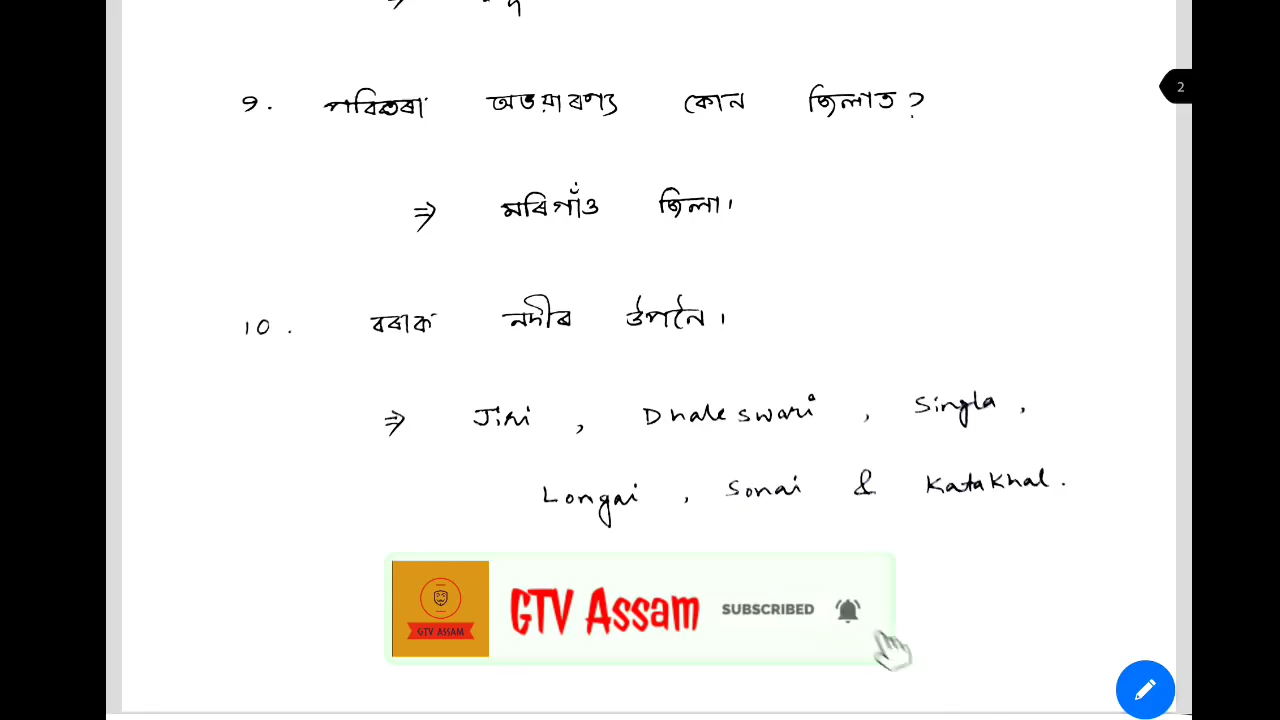 9. পবিতৰা অভয়াৰণ্য কোন জিলাত?
2
⇒ মৰিগাঁও জিলা।
10. বৰাক নদীৰ উপনৈ।
⇒ Jiri, Dhaleswari, Singla,
Longai, Sonai & Katakhal.
GTV ASSAM
GTV Assam
SUBSCRIBED